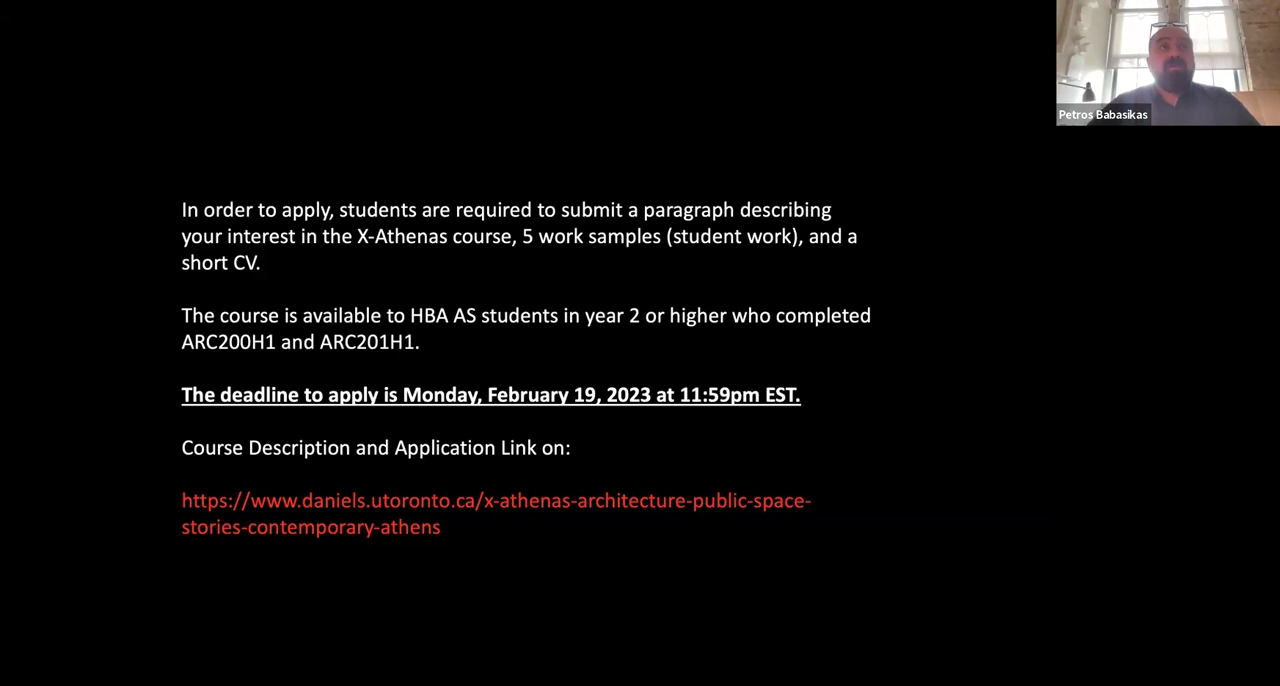 Petros Babasikas
In order to apply, students are required to submit a paragraph describing
your interest in the X-Athenas course, 5 work samples (student work), and a
short CV.
The course is available to HBA AS students in year 2 or higher who completed
ARC200H1 and ARC201H1.
The deadline to apply is Monday, February 19, 2023 at 11:59pm EST.
Course Description and Application Link on:
https://www.daniels.utoronto.ca/x-athenas-architecture-public-space-
stories-contemporary-athens